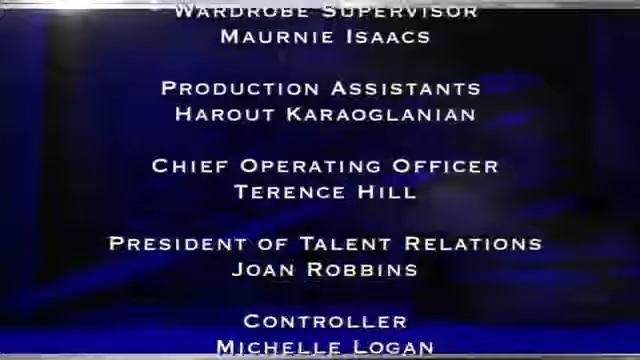 WARDROBE SUPERVISOR
MAURNIE ISAACS
PRODUCTION ASSISTANTS
HAROUT KARAOGLANIAN
CHIEF OPERATING OFFICER
TERENCE HILL
PRESIDENT OF TALENT RELATIONS
JOAN ROBBINS
CONTROLLER
MICHELLE LOGAN